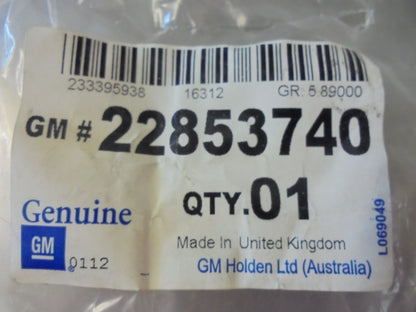 233395938 16312 GR: 5.89000
GM # 22853740
QTY.01
Genuine
GM
0112
Made In United Kingdom
GM Holden Ltd (Australia)
L069049